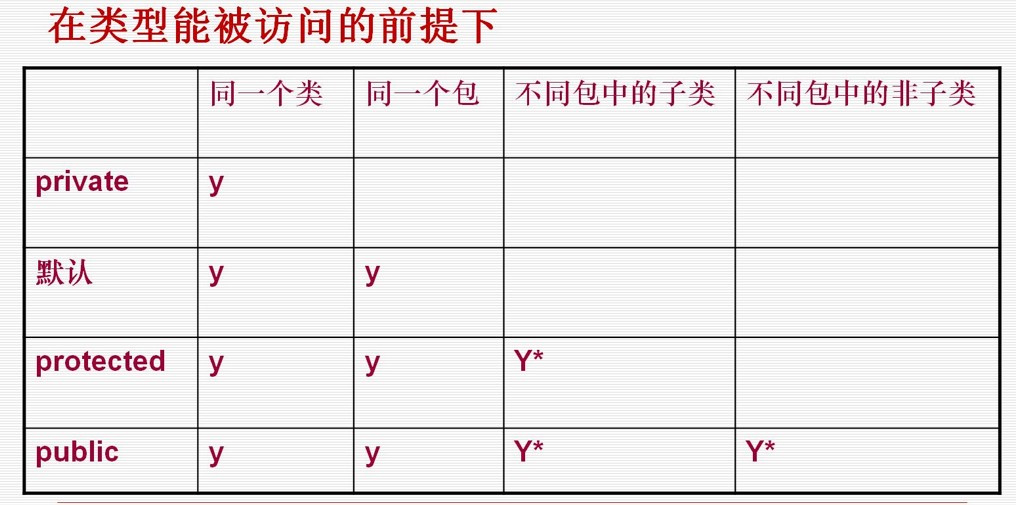 在类型能被访问的前提下
同一个类 同一个包 不同包中的子类 不同包中的非子类
private y
默认 y y
protected y y Y*
public y y Y* Y*